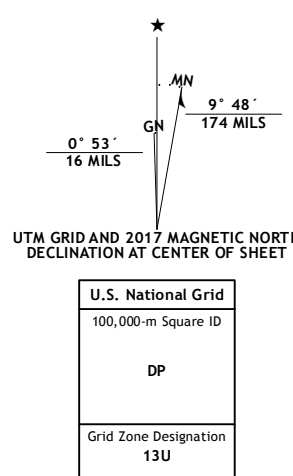 MN
GN
9° 48´
174 MILS
0° 53´
16 MILS
UTM GRID AND 2017 MAGNETIC NORT
DECLINATION AT CENTER OF SHEET
U.S. National Grid
100,000-m Square ID
DP
Grid Zone Designation
13U